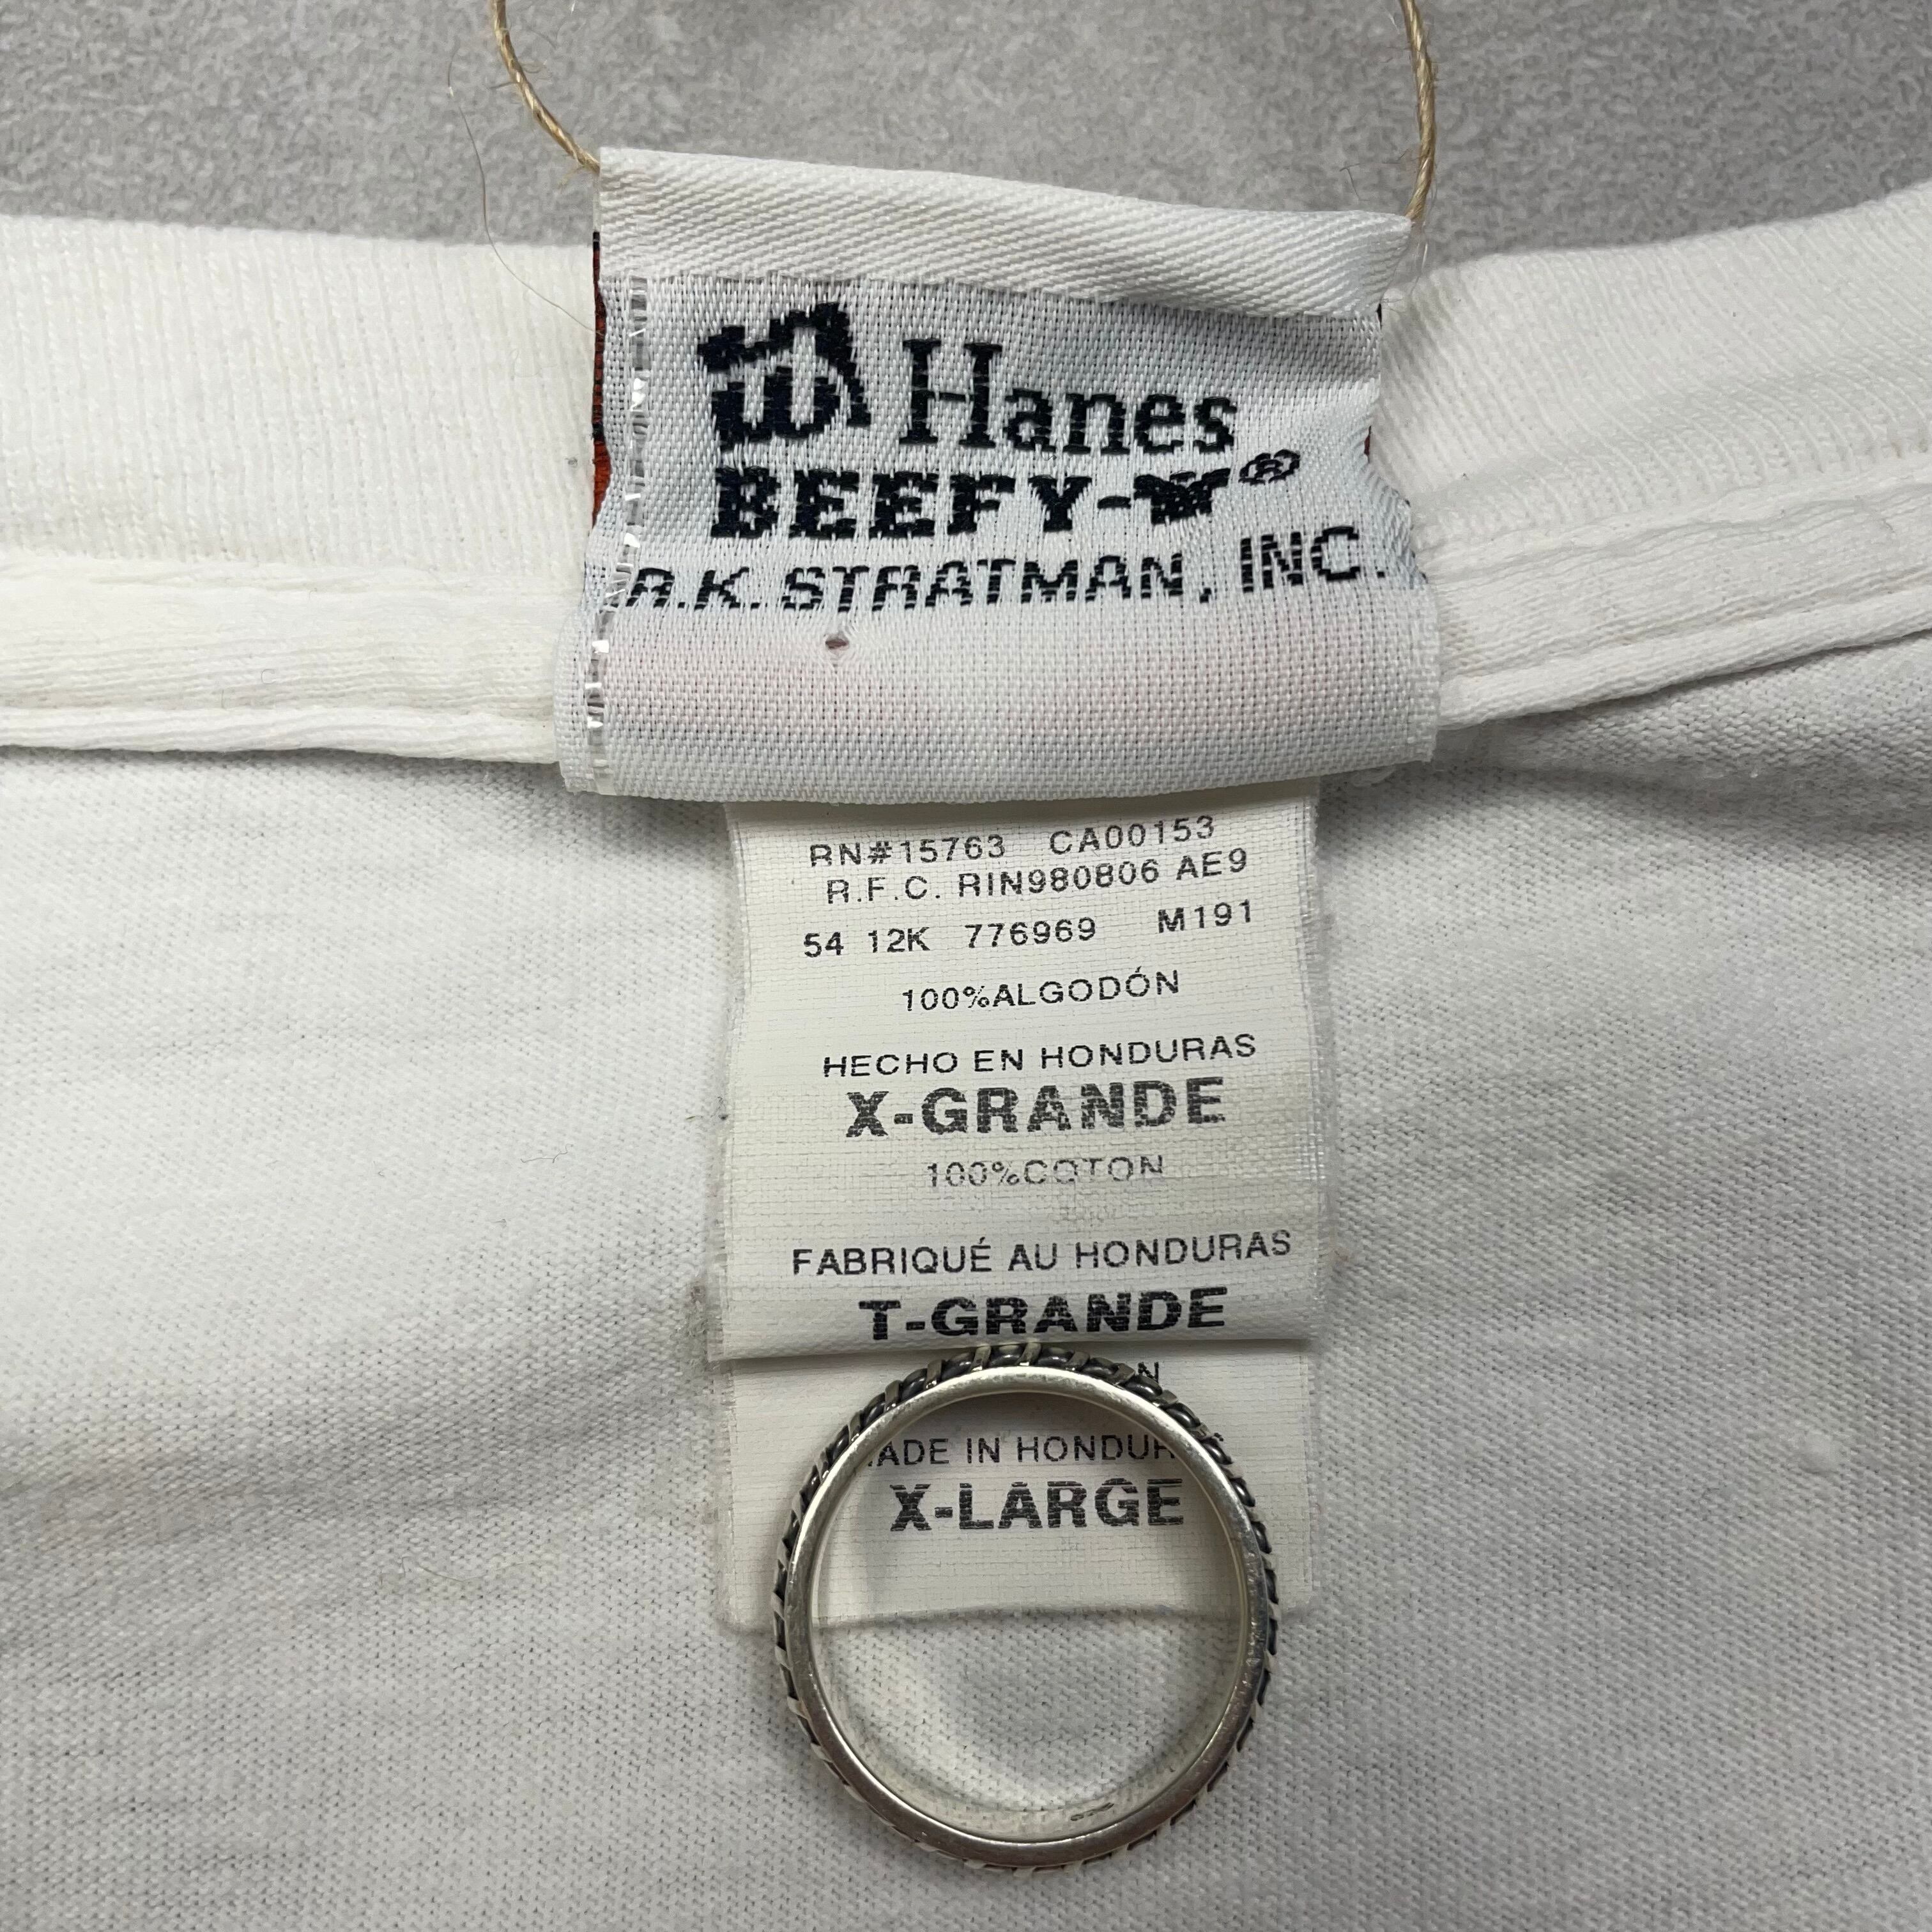 Hanes
BEEFY-T®
R.K. STRATMAN, INC.
RN#15763 CA00153
R.F.C. RIN980806 AE9
54 12K 776969 M191
100%ALGODÓN
HECHO EN HONDURAS
X-GRANDE
100%COTON
FABRIQUÉ AU HONDURAS
T-GRANDE
IN
X-LARGE